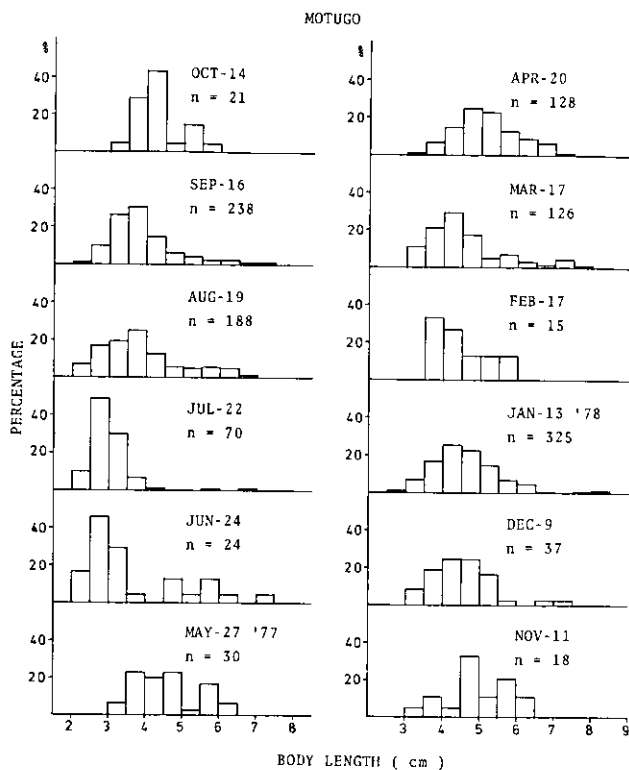 MOTUGO
%
40
20
OCT-14
n = 21
40
20
SEP-16
n = 238
40
20
AUG-19
n = 188
40
20
JUL-22
n = 70
40
20
JUN-24
n = 24
40
20
MAY-27 '77
n = 30
2 3 4 5 6 7 8
%
40
20
APR-20
n = 128
40
20
MAR-17
n = 126
40
20
FEB-17
n = 15
40
20
JAN-13 '78
n = 325
40
20
DEC-9
n = 37
40
20
NOV-11
n = 18
3 4 5 6 7 8 9
PERCENTAGE
BODY LENGTH ( cm )